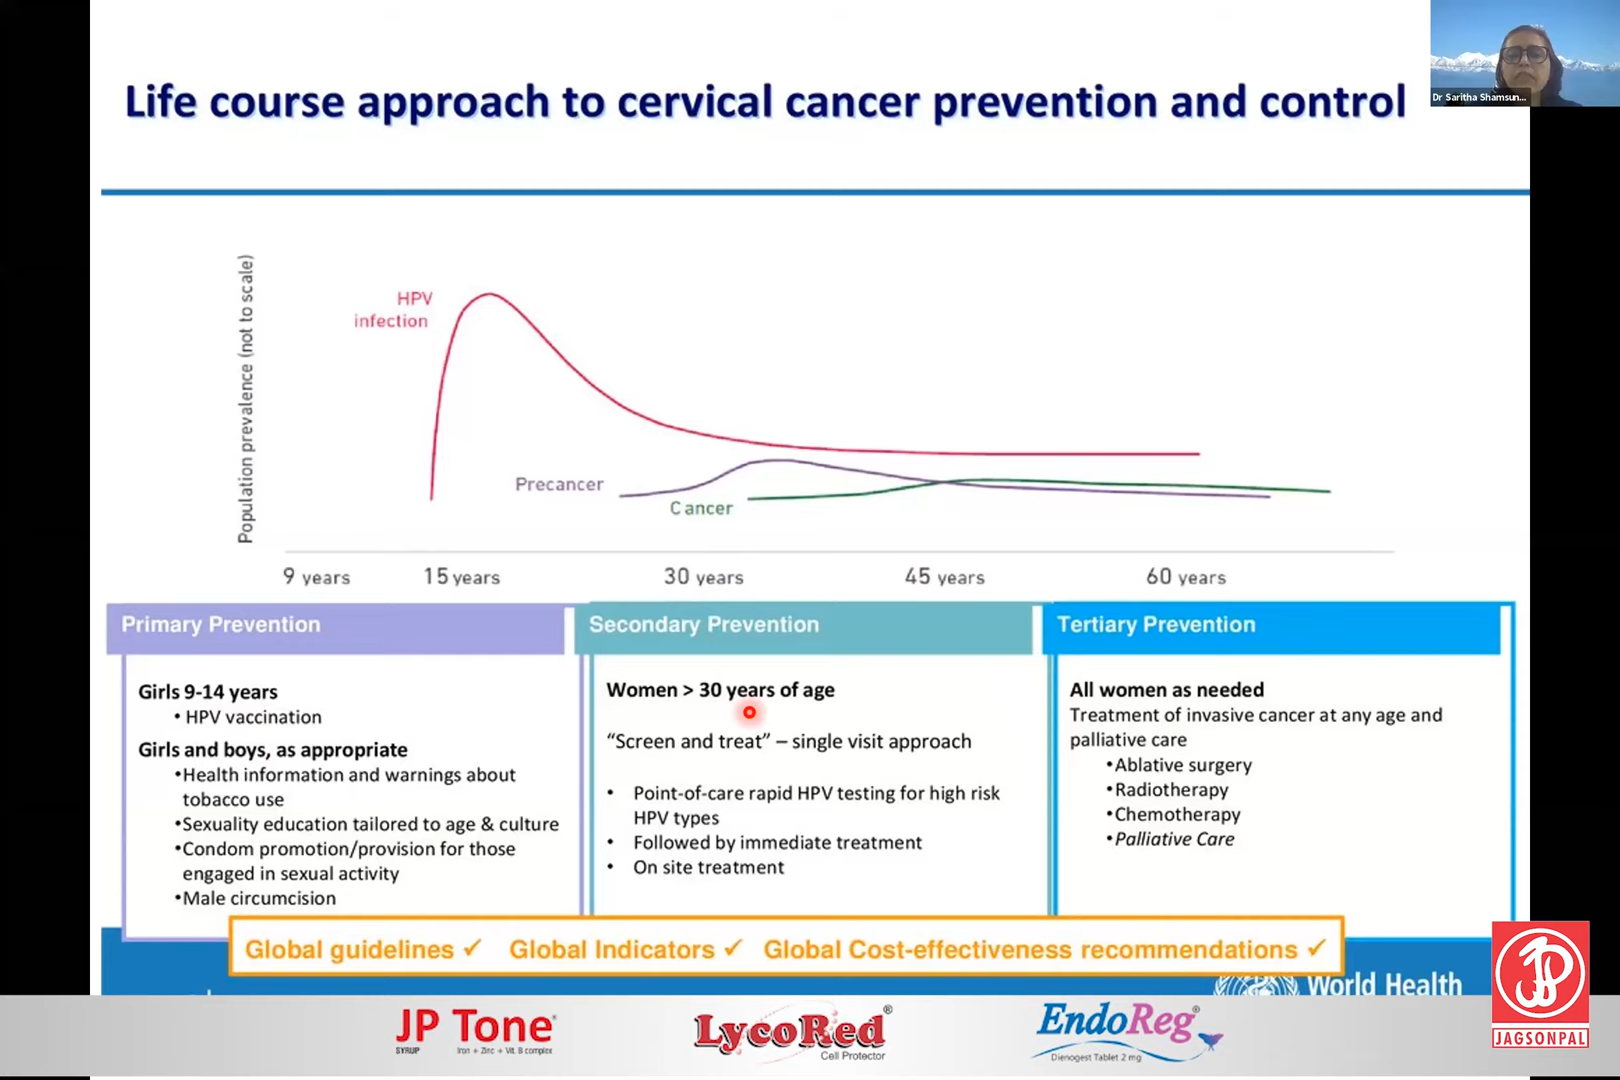 Life course approach to cervical cancer prevention and control
Dr Saritha Shamsun...
Population prevalence (not to scale)
HPV
infection
Precancer
Cancer
9 years
15 years
30 years
45 years
60 years
Primary Prevention
Girls 9-14 years
• HPV vaccination
Girls and boys, as appropriate
•Health information and warnings about
tobacco use
•Sexuality education tailored to age & culture
•Condom promotion/provision for those
engaged in sexual activity
•Male circumcision
Secondary Prevention
Women > 30 years of age
“Screen and treat” – single visit approach
• Point-of-care rapid HPV testing for high risk
HPV types
• Followed by immediate treatment
• On site treatment
Tertiary Prevention
All women as needed
Treatment of invasive cancer at any age and
palliative care
•Ablative surgery
•Radiotherapy
•Chemotherapy
•Palliative Care
Global guidelines ✓ Global Indicators ✓ Global Cost-effectiveness recommendations ✓
World Health
JP Tone
SYRUP Iron + Zinc + Vit. B complex
LycoRed®
Cell Protector
EndoReg®
Dienogest Tablet 2 mg
JAGSONPAL